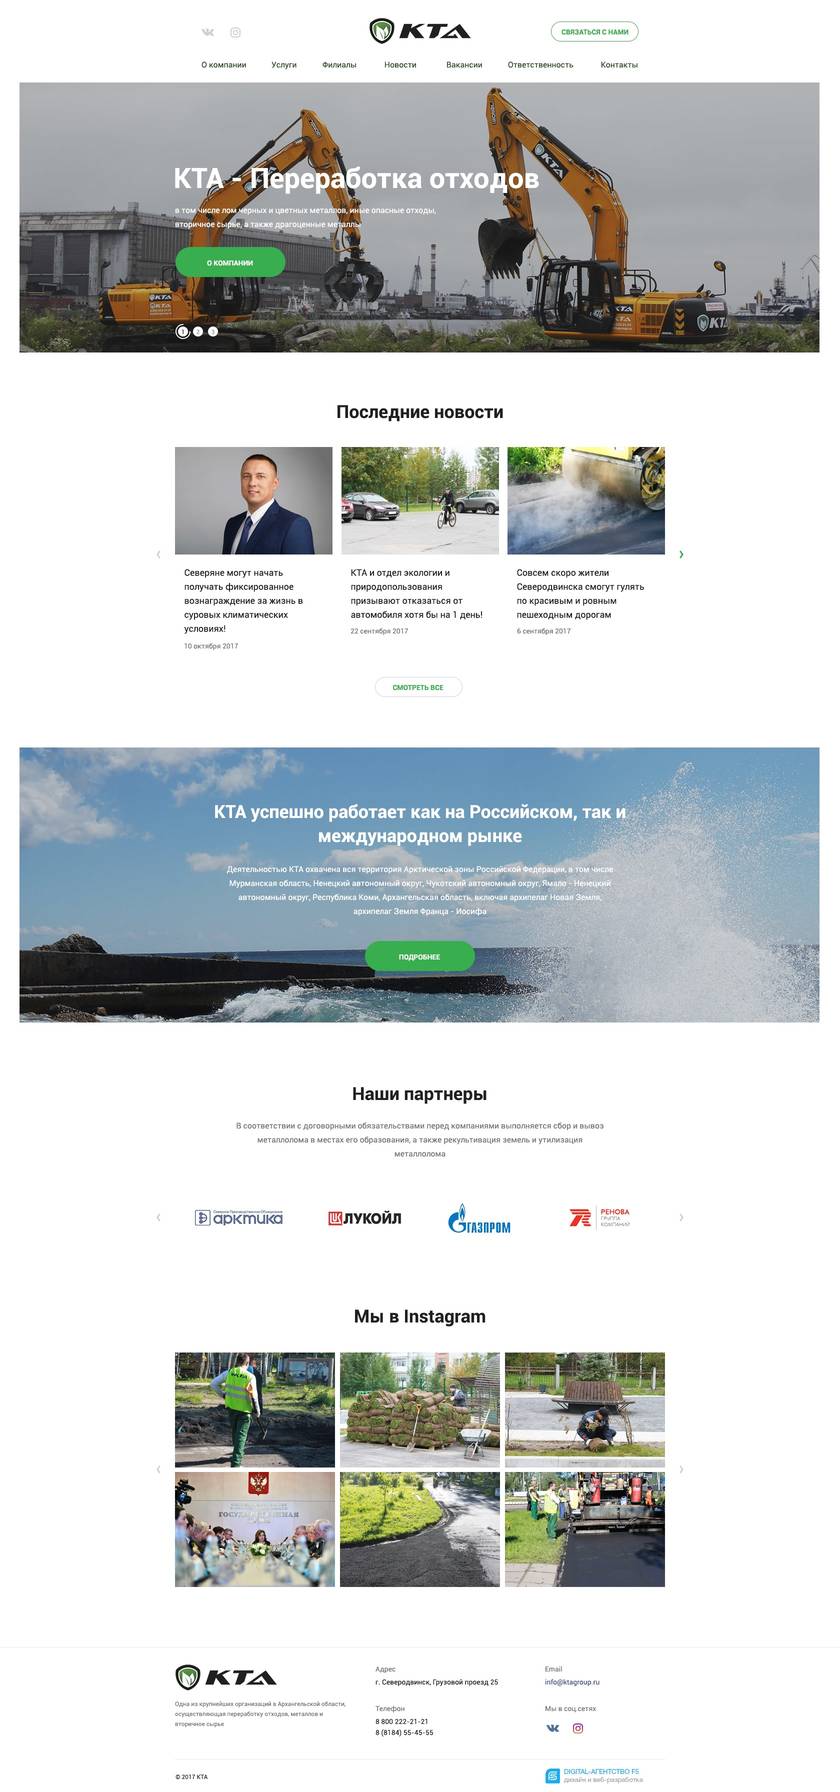 КТА
СВЯЗАТЬСЯ С НАМИ
О компании
Услуги
Филиалы
Новости
Вакансии
Ответственность
Контакты
КТА - Переработка отходов
в том числе лом черных и цветных металлов, иные опасные отходы,
вторичное сырье, а также драгоценные металлы
О КОМПАНИИ
1 2 3
Последние новости
Северяне могут начать
получать фиксированное
вознаграждение за жизнь в
суровых климатических
условиях!
10 октября 2017
КТА и отдел экологии и
природопользования
призывают отказаться от
автомобиля хотя бы на 1 день!
22 сентября 2017
Совсем скоро жители
Северодвинска смогут гулять
по красивым и ровным
пешеходным дорогам
6 сентября 2017
СМОТРЕТЬ ВСЕ
КТА успешно работает как на Российском, так и
международном рынке
Деятельностью КТА охвачена вся территория Арктической зоны Российской Федерации, в том числе
Мурманская область, Ненецкий автономный округ, Чукотский автономный округ, Ямало - Ненецкий
автономный округ, Республика Коми, Архангельская область, включая архипелаг Новая Земля,
архипелаг Земля Франца - Иосифа
ПОДРОБНЕЕ
Наши партнеры
В соответствии с договорными обязательствами перед компаниями выполняется сбор и вывоз
металлолома в местах его образования, а также рекультивация земель и утилизация
металлолома
арктика
ЛУКОЙЛ
ГАЗПРОМ
РЕНОВА
ГРУППА
КОМПАНИЙ
Мы в Instagram
КТА
Одна из крупнейших организаций в Архангельской области,
осуществляющая переработку отходов, металлов и
вторичное сырье
Адрес
г. Северодвинск, Грузовой проезд 25
Телефон
8 800 222-21-21
8 (8184) 55-45-55
Email
info@ktagroup.ru
Мы в соц.сетях
© 2017 КТА
DIGITAL-АГЕНТСТВО F5
дизайн и веб-разработка